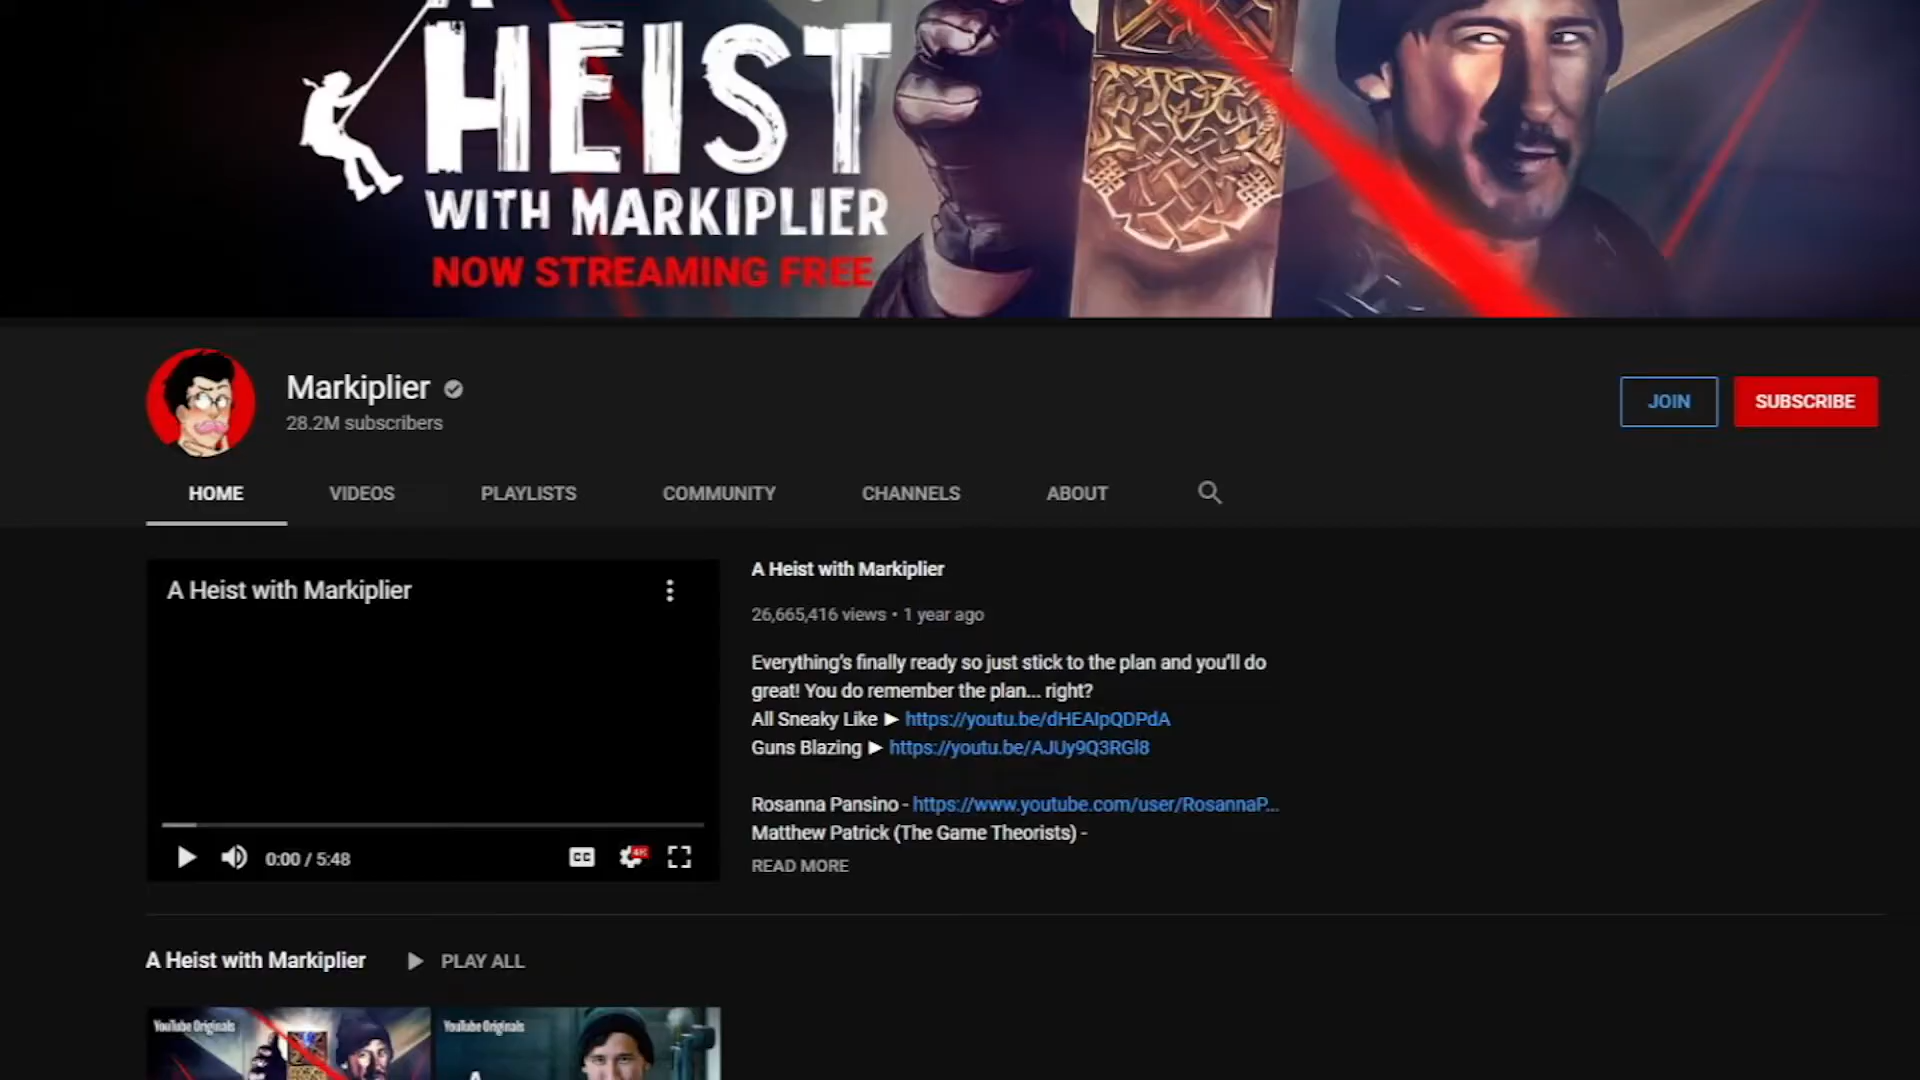 HEIST
WITH MARKIPLIER
NOW STREAMING FREE
Markiplier
28.2M subscribers
JOIN
SUBSCRIBE
HOME
VIDEOS
PLAYLISTS
COMMUNITY
CHANNELS
ABOUT
A Heist with Markiplier
0:00 / 5:48
CC
4K
A Heist with Markiplier
26,665,416 views • 1 year ago
Everything's finally ready so just stick to the plan and you'll do
great! You do remember the plan... right?
All Sneaky Like ► https://youtu.be/dHEAIpQDPdA
Guns Blazing ► https://youtu.be/AJUy9Q3RGl8
Rosanna Pansino - https://www.youtube.com/user/RosannaP...
Matthew Patrick (The Game Theorists) -
READ MORE
A Heist with Markiplier
PLAY ALL
YouTube Originals
YouTube Originals